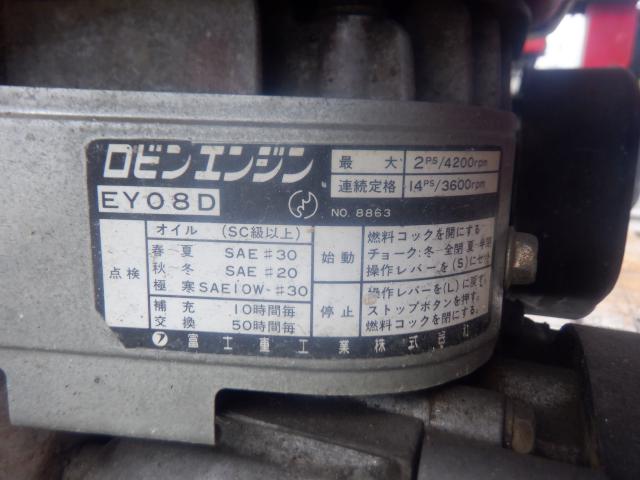 ロビンエンジン
EY08D
最大 2PS/4200rpm
連続定格 14PS/3600rpm
NO. 8863
点検
オイル (SC級以上)
春-夏 SAE #30
秋-冬 SAE #20
極寒 SAE10W-#30
補充 10時間毎
交換 50時間毎
始動
燃料コックを開にする
チョーク:冬-全閉 夏-半閉
操作レバーを(S)にセット
停止
操作レバーを(L)に戻し
ストップボタンを押す。
燃料コックを閉にする。
富士重工業株式会社